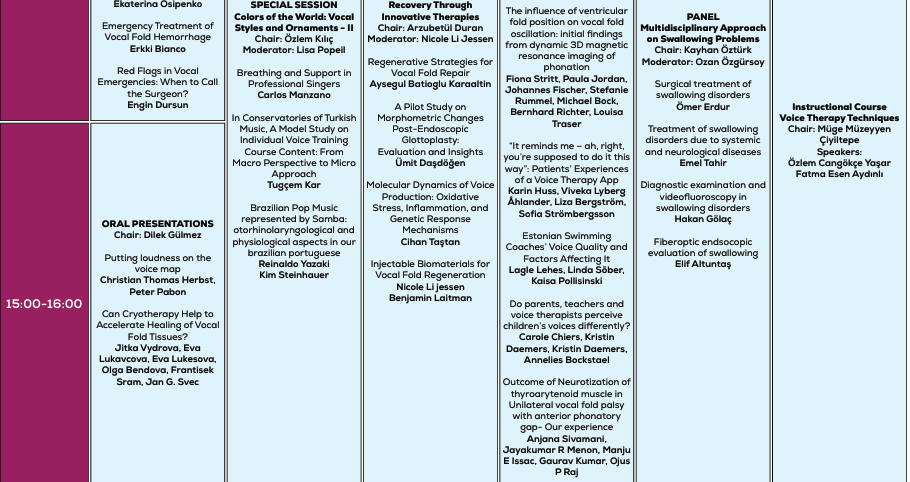 Ekaterina Osipenko
Emergency Treatment of
Vocal Fold Hemorrhage
Erkki Bianco
Red Flags in Vocal
Emergencies: When to Call
the Surgeon?
Engin Dursun
15:00-16:00
ORAL PRESENTATIONS
Chair: Dilek Gülmez
Putting loudness on the
voice map
Christian Thomas Herbst,
Peter Pabon
Can Cryotherapy Help to
Accelerate Healing of Vocal
Fold Tissues?
Jitka Vydrova, Eva
Lukavcova, Eva Lukesova,
Olga Bendova, Frantisek
Sram, Jan G. Svec
SPECIAL SESSION
Colors of the World: Vocal
Styles and Ornaments – II
Chair: Özlem Kılıç
Moderator: Lisa Popeil
Breathing and Support in
Professional Singers
Carlos Manzano
In Conservatories of Turkish
Music, A Model Study on
Individual Voice Training
Course Content: From
Macro Perspective to Micro
Approach
Tugçem Kar
Brazilian Pop Music
represented by Samba:
otorhinolaryngological and
physiological aspects in our
brazilian portuguese
Reinaldo Yazaki
Kim Steinhauer
Recovery Through
Innovative Therapies
Chair: Arzubetül Duran
Moderator: Nicole Li Jessen
Regenerative Strategies for
Vocal Fold Repair
Aysegul Batioglu Karaaltin
A Pilot Study on
Morphometric Changes
Post-Endoscopic
Glottoplasty:
Evaluation and Insights
Ümit Daşdöğen
Molecular Dynamics of Voice
Production: Oxidative
Stress, Inflammation, and
Genetic Response
Mechanisms
Cihan Taştan
Injectable Biomaterials for
Vocal Fold Regeneration
Nicole Li jessen
Benjamin Laitman
The influence of ventricular
fold position on vocal fold
oscillation: initial findings
from dynamic 3D magnetic
resonance imaging of
phonation
Fiona Stritt, Paula Jordan,
Johannes Fischer, Stefanie
Rummel, Michael Bock,
Bernhard Richter, Louisa
Traser
"It reminds me – ah, right,
you're supposed to do it this
way": Patients' Experiences
of a Voice Therapy App
Karin Huss, Viveka Lyberg
Åhlander, Liza Bergström,
Sofia Strömbergsson
Estonian Swimming
Coaches' Voice Quality and
Factors Affecting It
Lagle Lehes, Linda Sõber,
Kaisa Pollisinski
Do parents, teachers and
voice therapists perceive
children's voices differently?
Carole Chiers, Kristin
Daemers, Kristin Daemers,
Annelies Bockstael
Outcome of Neurotization of
thyroarytenoid muscle in
Unilateral vocal fold palsy
with anterior phonatory
gap- Our experience
Anjana Sivamani,
Jayakumar R Menon, Manju
E Issac, Gaurav Kumar, Ojus
P Raj
PANEL
Multidisciplinary Approach
on Swallowing Problems
Chair: Kayhan Öztürk
Moderator: Ozan Özgürsoy
Surgical treatment of
swallowing disorders
Ömer Erdur
Treatment of swallowing
disorders due to systemic
and neurological diseases
Emel Tahir
Diagnostic examination and
videofluoroscopy in
swallowing disorders
Hakan Gölaç
Fiberoptic endsocopic
evaluation of swallowing
Elif Altuntaş
Instructional Course
Voice Therapy Techniques
Chair: Müge Müzeyyen
Çiyiltepe
Speakers:
Özlem Cangökçe Yaşar
Fatma Esen Aydınlı